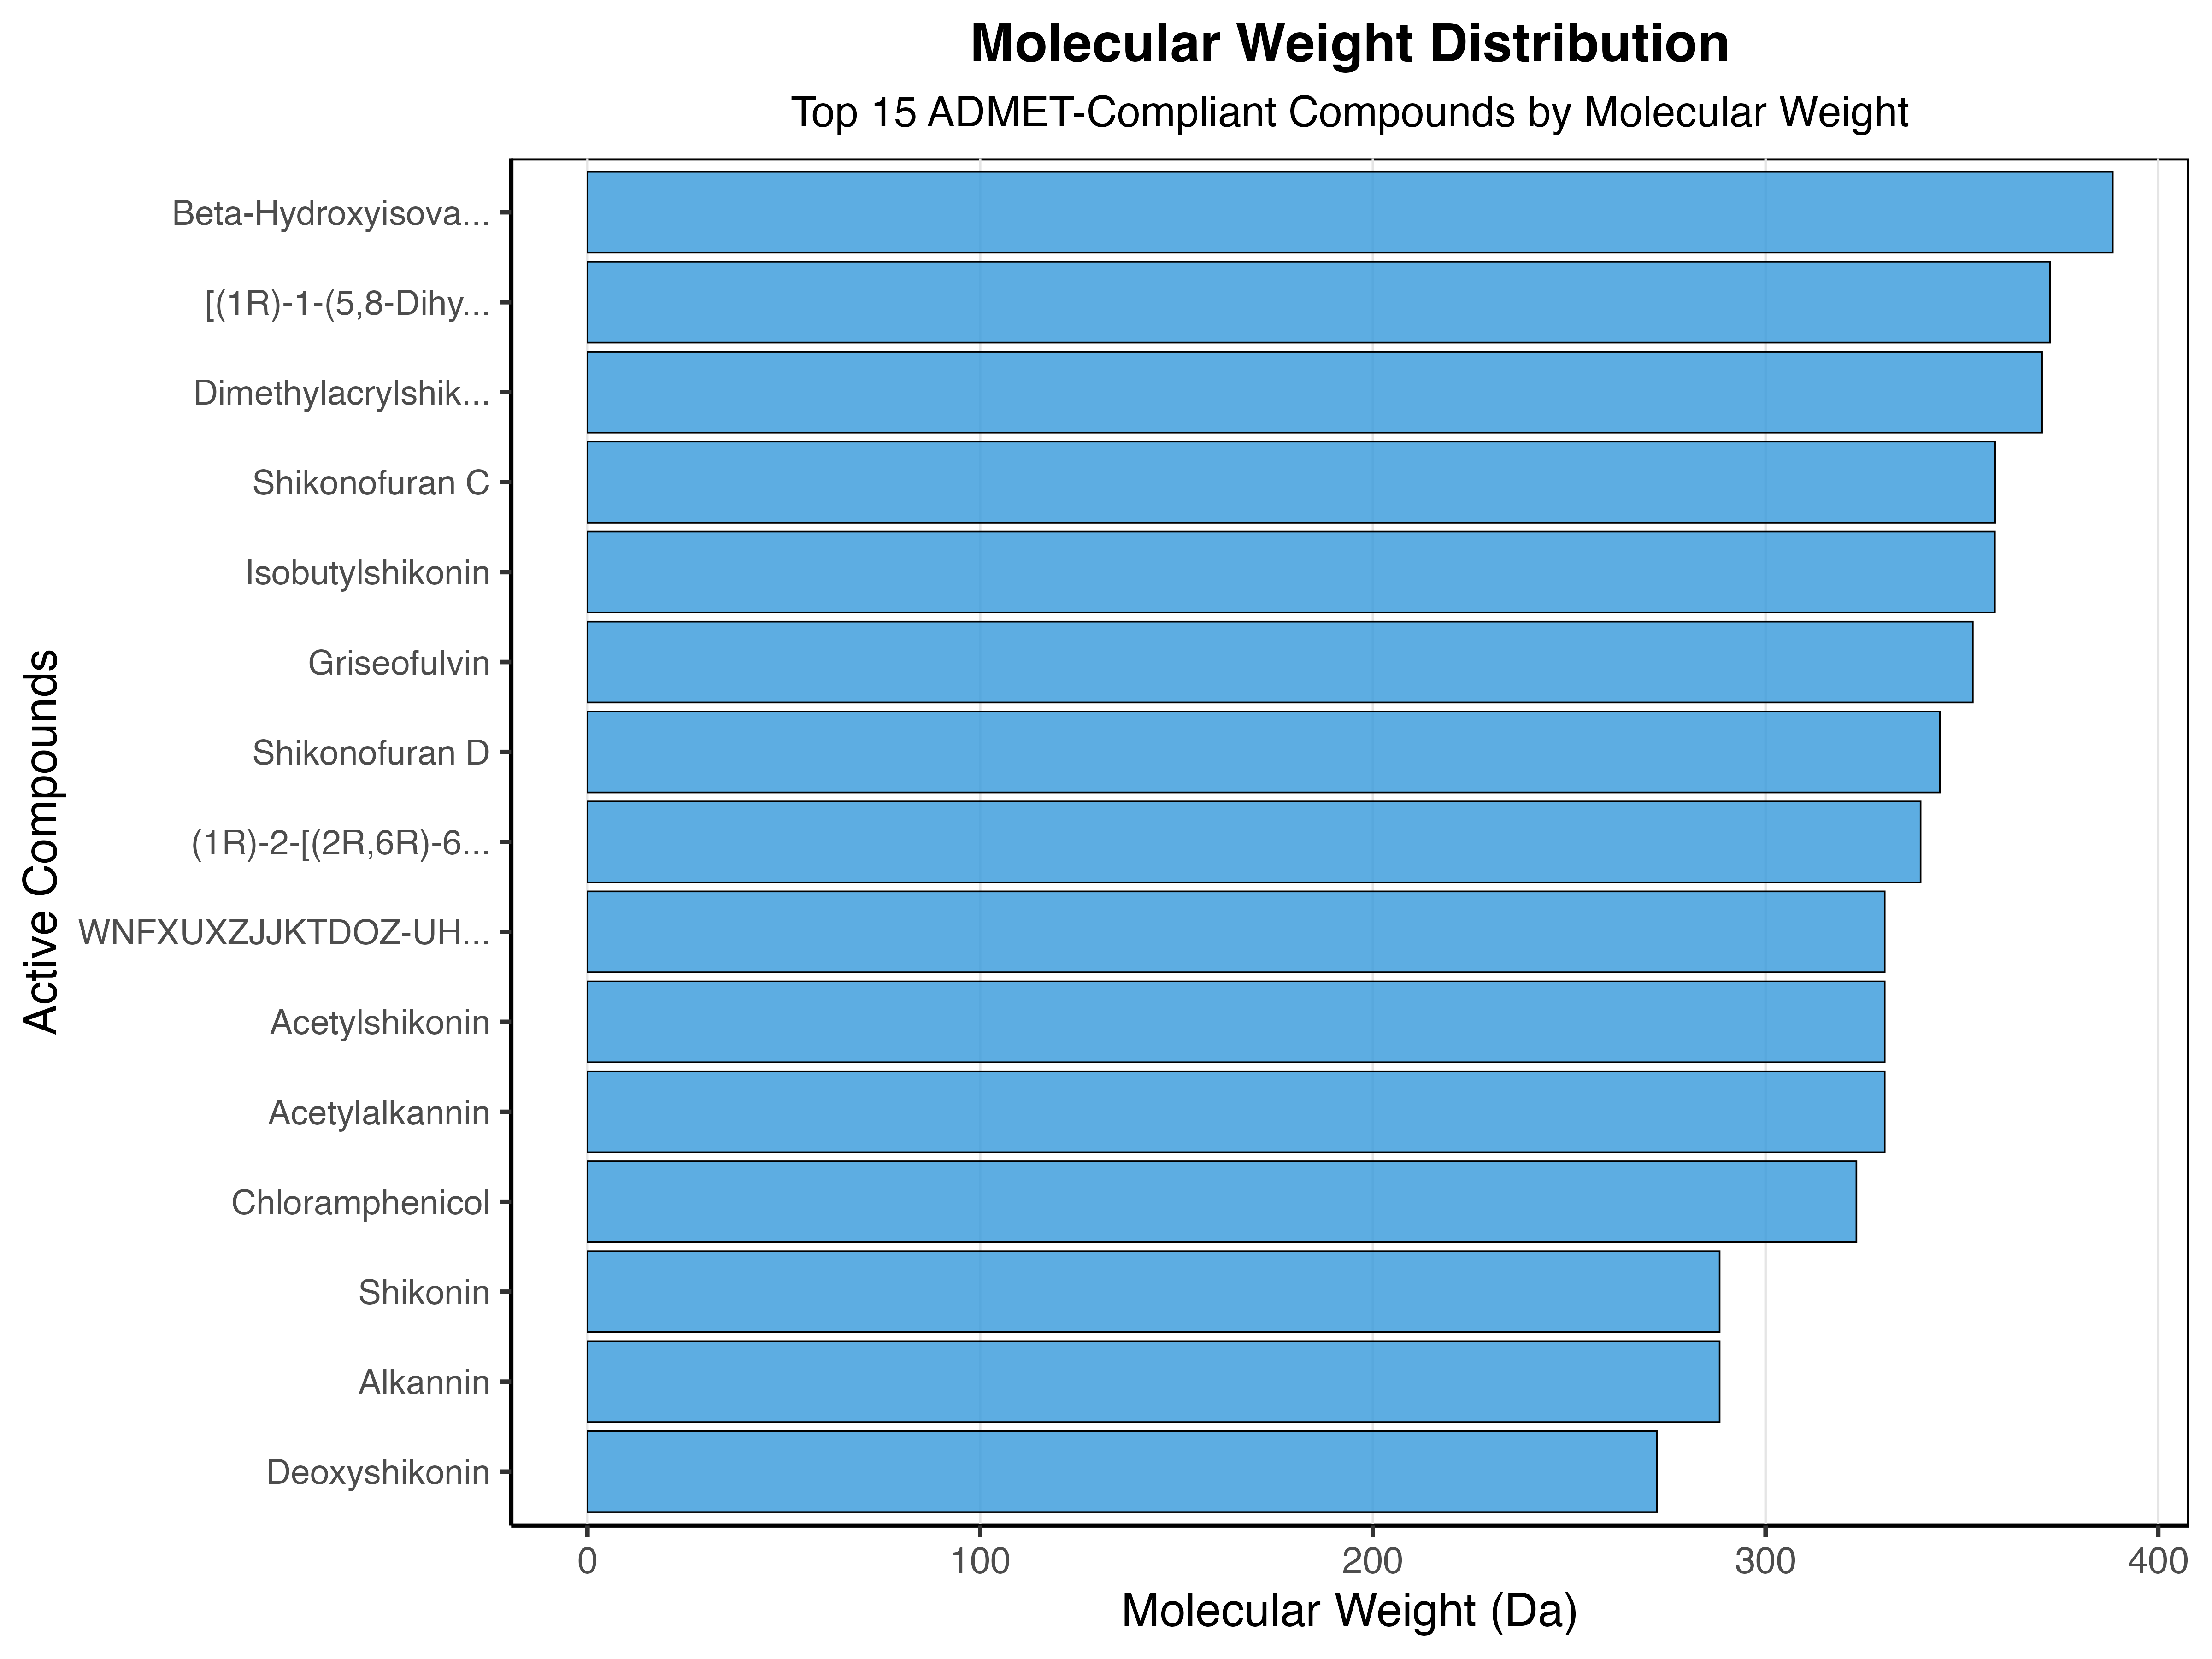 Molecular Weight Distribution
Top 15 ADMET-Compliant Compounds by Molecular Weight
Active Compounds
Beta-Hydroxyisova...
[(1R)-1-(5,8-Dihy...
Dimethylacrylshik...
Shikonofuran C
Isobutylshikonin
Griseofulvin
Shikonofuran D
(1R)-2-[(2R,6R)-6...
WNFXUXZJJKTDOZ-UH...
Acetylshikonin
Acetylalkannin
Chloramphenicol
Shikonin
Alkannin
Deoxyshikonin
0 100 200 300 400
Molecular Weight (Da)